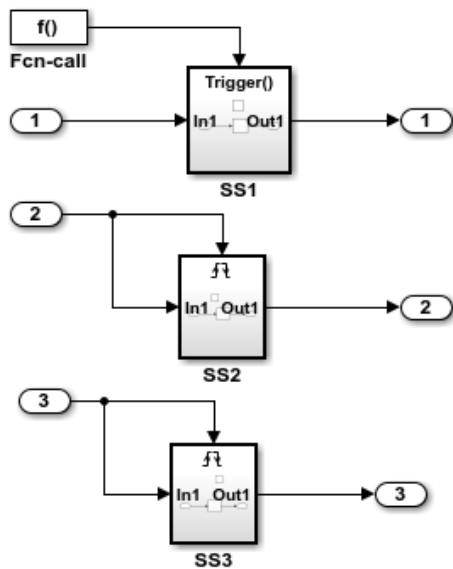 f()
Fcn-call
Trigger()
1 In1 Out1 1
SS1
2
In1 Out1 2
SS2
3
In1 Out1 3
SS3